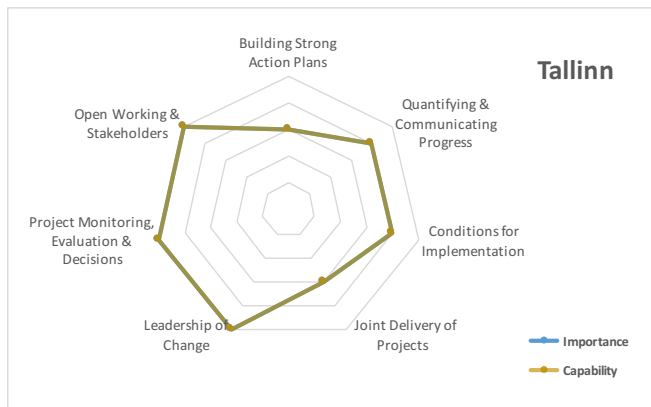 Building Strong
Action Plans
Tallinn
Quantifying &
Communicating
Progress
Open Working &
Stakeholders
Project Monitoring,
Evaluation &
Decisions
Conditions for
Implementation
Leadership of
Change
Joint Delivery of
Projects
Importance
Capability